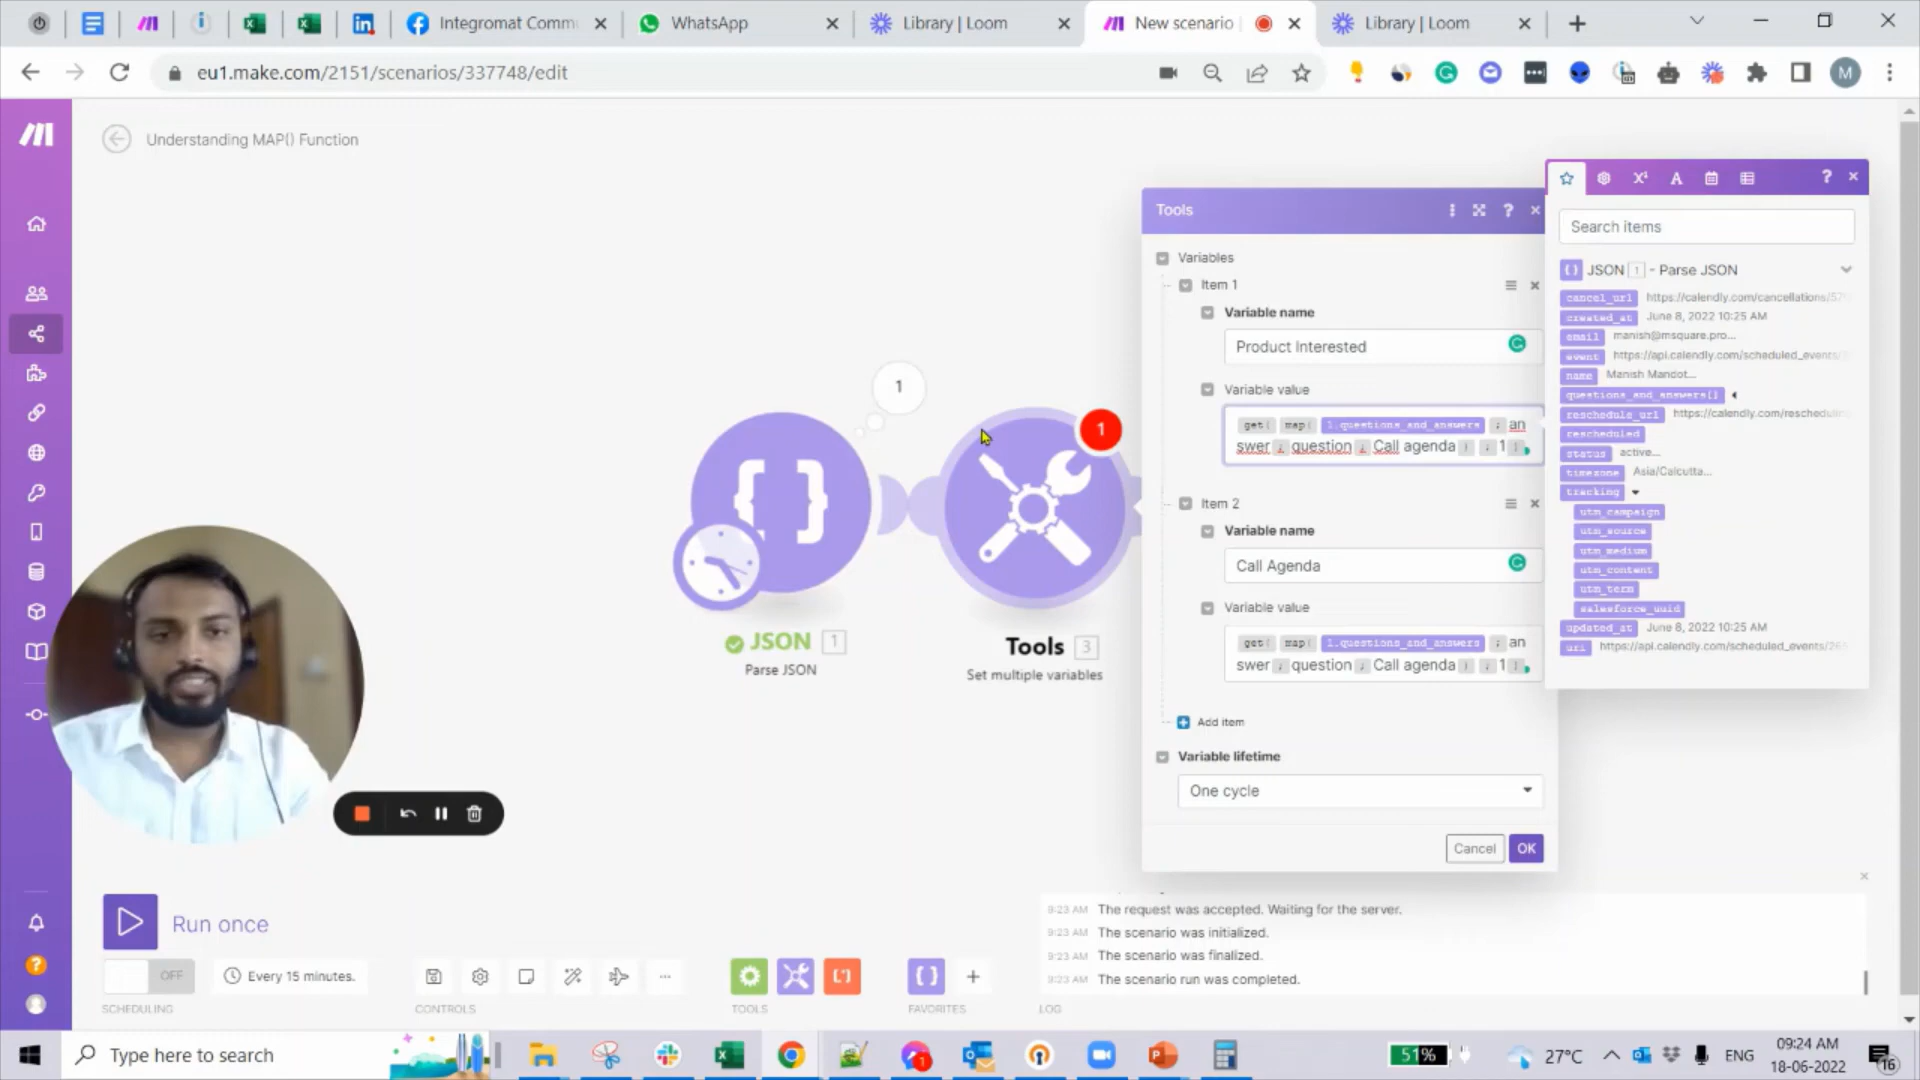 Integromat Comm
WhatsApp
Library | Loom
New scenario
Library | Loom
eu1.make.com/2151/scenarios/337748/edit
M
Understanding MAP() Function
1
1
JSON 1
Parse JSON
Tools 3
Set multiple variables
Tools
Variables
Item 1
Variable name
Product Interested
Variable value
get( map( 1.questions_and_answers ; an
swer ; question ; Call agenda ) ; 1 )
Item 2
Variable name
Call Agenda
Variable value
get( map( 1.questions_and_answers ; an
swer ; question ; Call agenda ) ; 1 )
Add item
Variable lifetime
One cycle
Cancel OK
Search items
JSON 1 - Parse JSON
cancel_url https://calendly.com/cancellations/57
created_at June 8, 2022 10:25 AM
email manish@msquare.pro...
event https://api.calendly.com/scheduled_events/
name Manish Mandot...
questions_and_answers[]
reschedule_url https://calendly.com/reschedulin
rescheduled
status active...
timezone Asia/Calcutta...
tracking
utm_campaign
utm_source
utm_medium
utm_content
utm_term
salesforce_uuid
updated_at June 8, 2022 10:25 AM
uri https://api.calendly.com/scheduled_events/26
Run once
OFF
Every 15 minutes.
SCHEDULING
CONTROLS
TOOLS
FAVORITES
LOG
9:23 AM The request was accepted. Waiting for the server.
9:23 AM The scenario was initialized.
9:23 AM The scenario was finalized.
9:23 AM The scenario run was completed.
Type here to search
51%
27°C
ENG
09:24 AM
18-06-2022
16